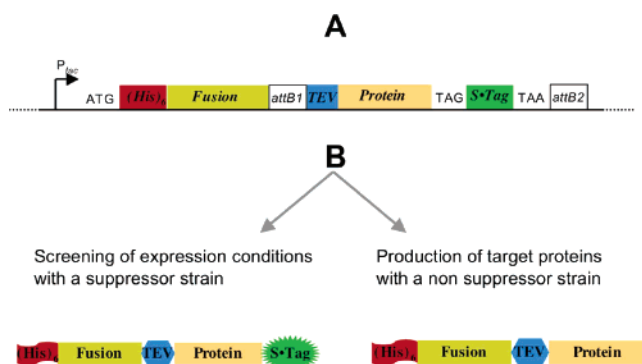 A
P tac
ATG (His)6 Fusion attB1 TEV Protein TAG S•Tag TAA attB2
B
Screening of expression conditions
with a suppressor strain
Production of target proteins
with a non suppressor strain
(His)6 Fusion TEV Protein S•Tag
(His)6 Fusion TEV Protein